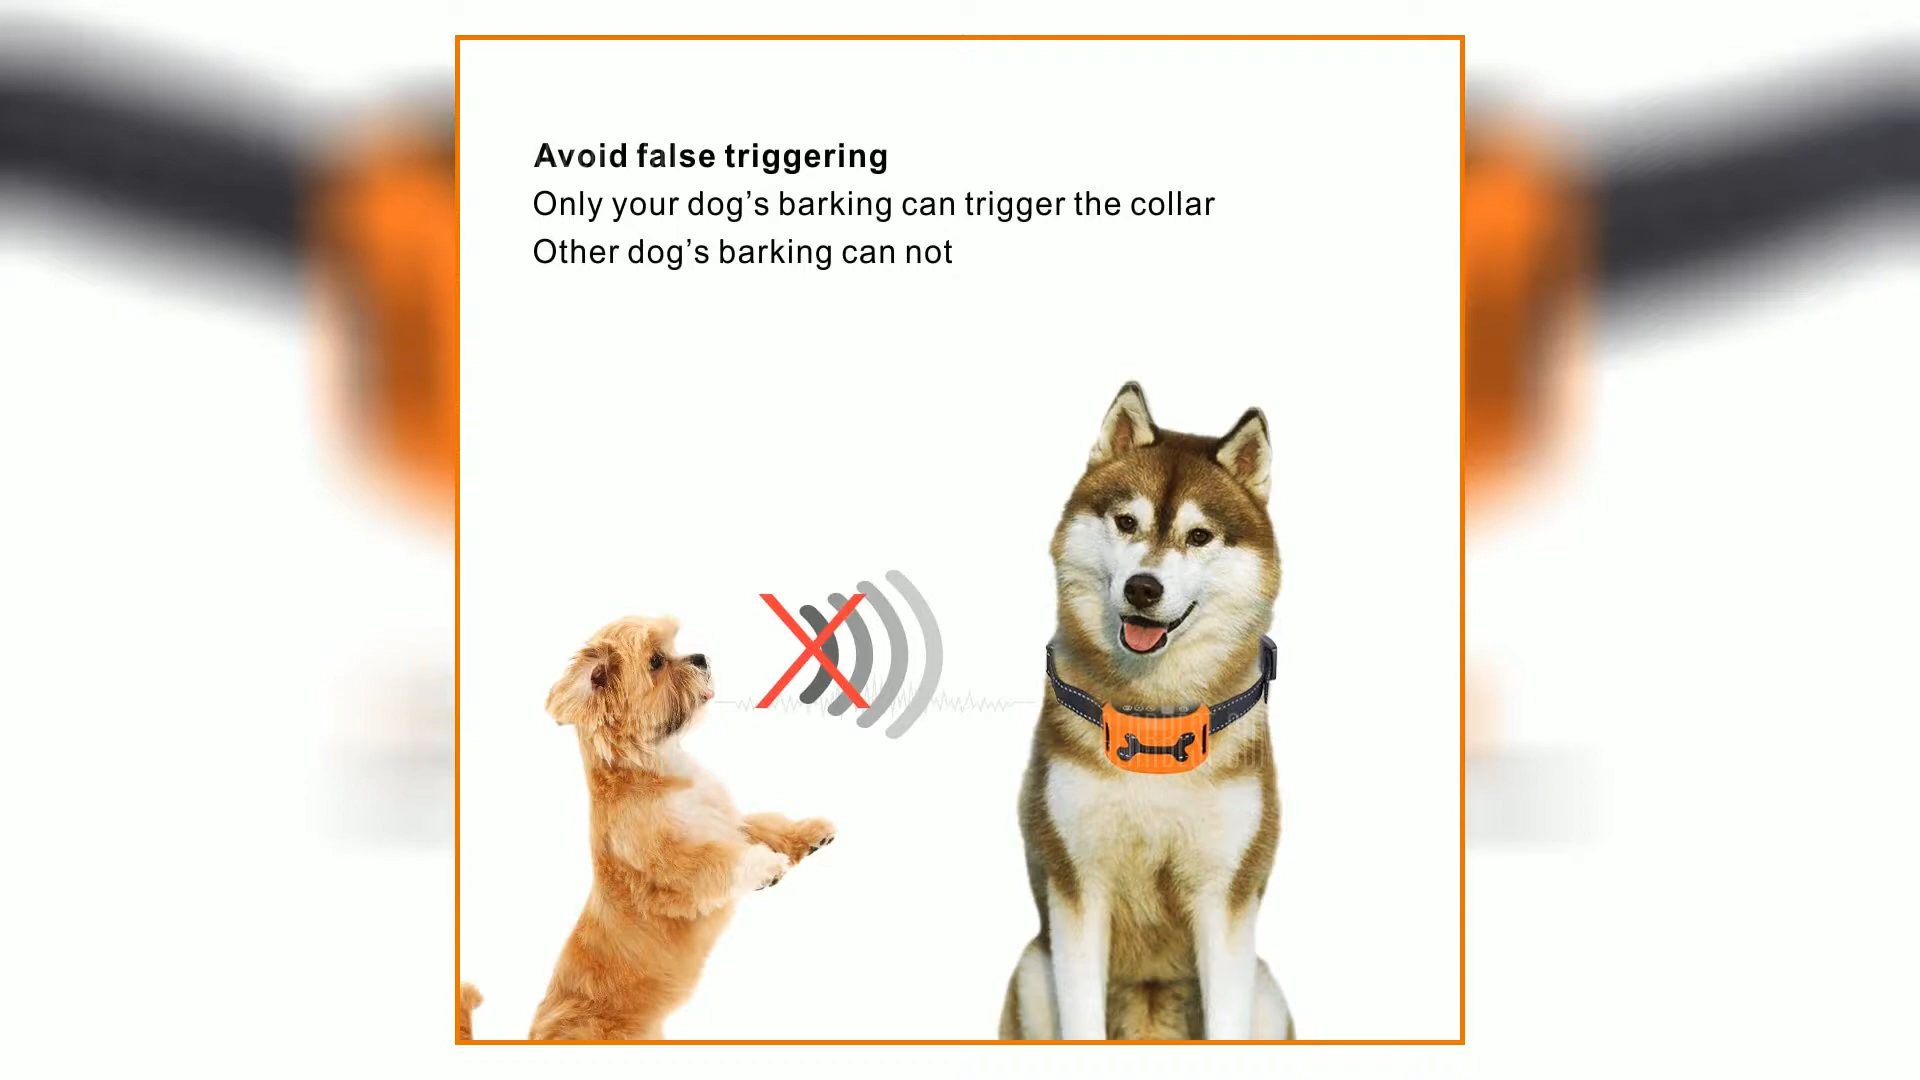 Avoid false triggering
Only your dog’s barking can trigger the collar
Other dog’s barking can not